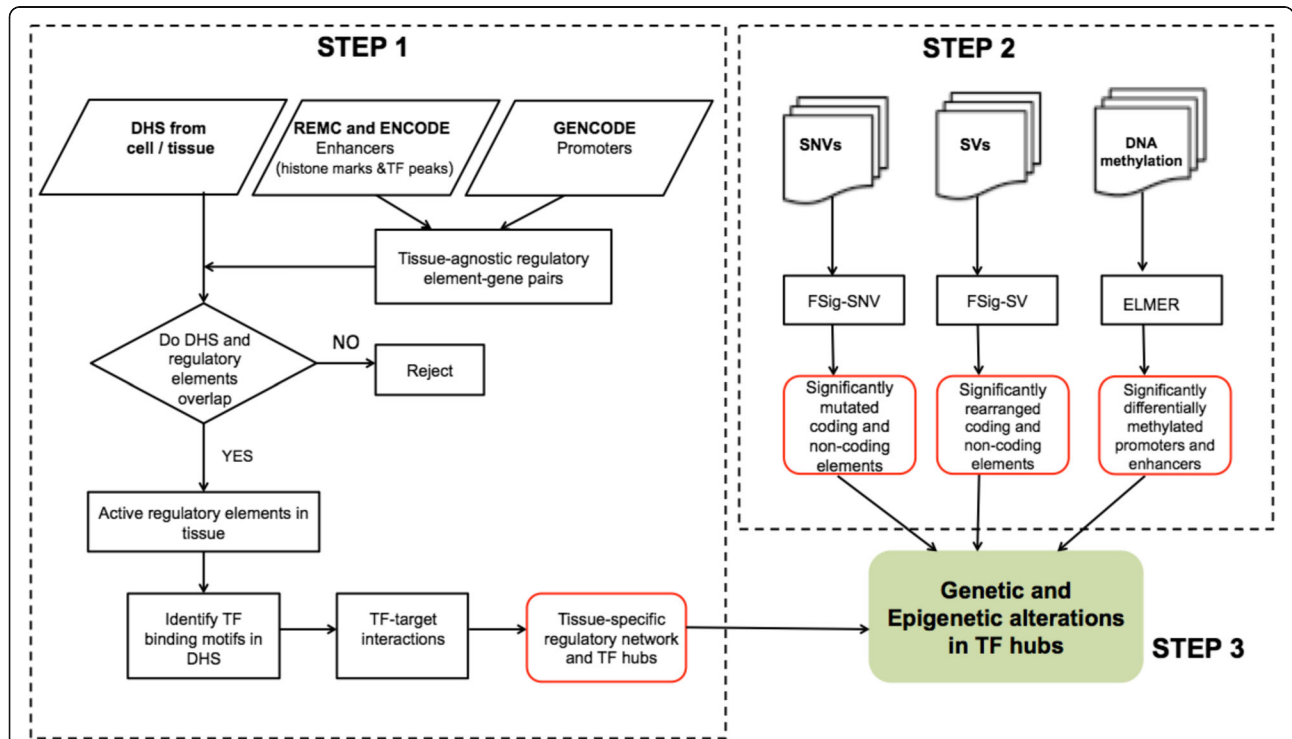 STEP 1
DHS from
cell / tissue
REMC and ENCODE
Enhancers
(histone marks &TF peaks)
GENCODE
Promoters
Tissue-agnostic regulatory
element-gene pairs
Do DHS and
regulatory
elements
overlap
NO
Reject
YES
Active regulatory elements in
tissue
Identify TF
binding motifs in
DHS
TF-target
interactions
Tissue-specific
regulatory network
and TF hubs
STEP 2
SNVs
SVs
DNA
methylation
FSig-SNV
FSig-SV
ELMER
Significantly
mutated
coding and
non-coding
elements
Significantly
rearranged
coding and
non-coding
elements
Significantly
differentially
methylated
promoters and
enhancers
Genetic and
Epigenetic alterations
in TF hubs
STEP 3